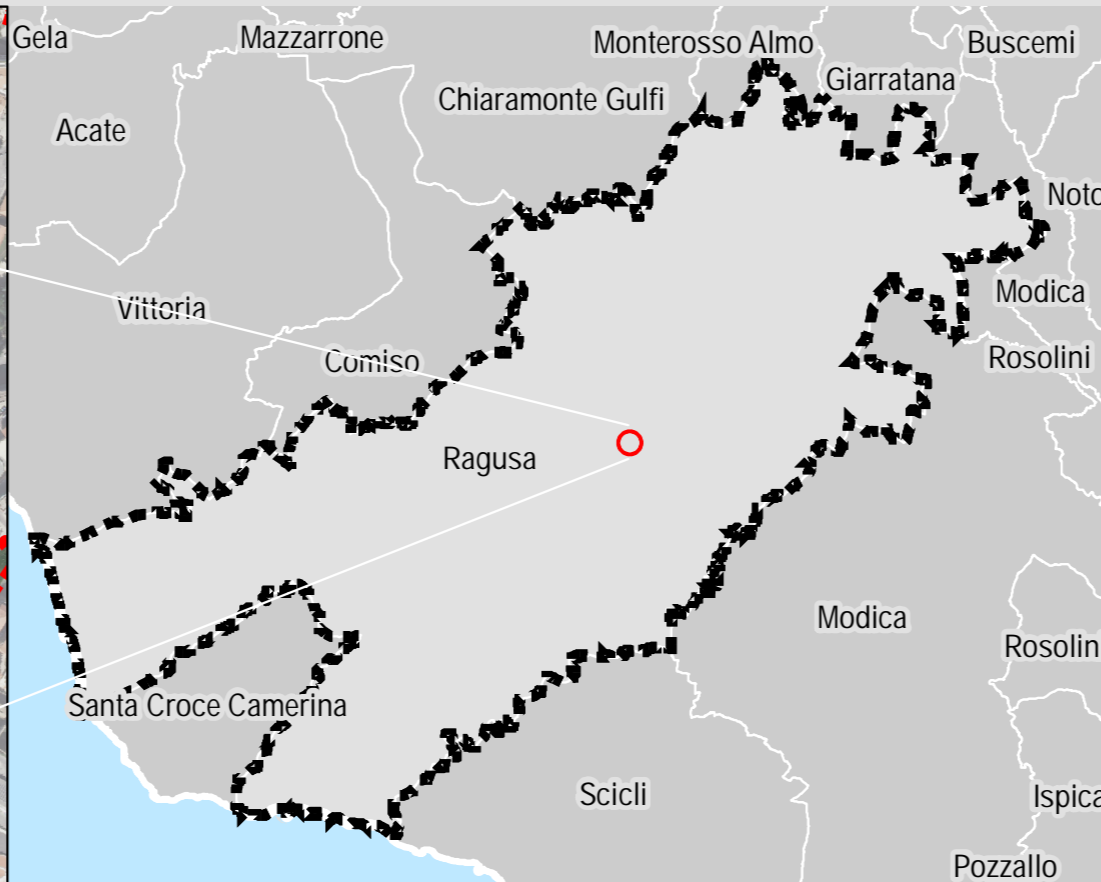 Gela
Mazzarrone
Monterosso Almo
Buscemi
Giarratana
Chiaramonte Gulfi
Acate
Noto
Modica
Vittoria
Comiso
Rosolini
Ragusa
Modica
Rosolin
Santa Croce Camerina
Scicli
Ispica
Pozzallo